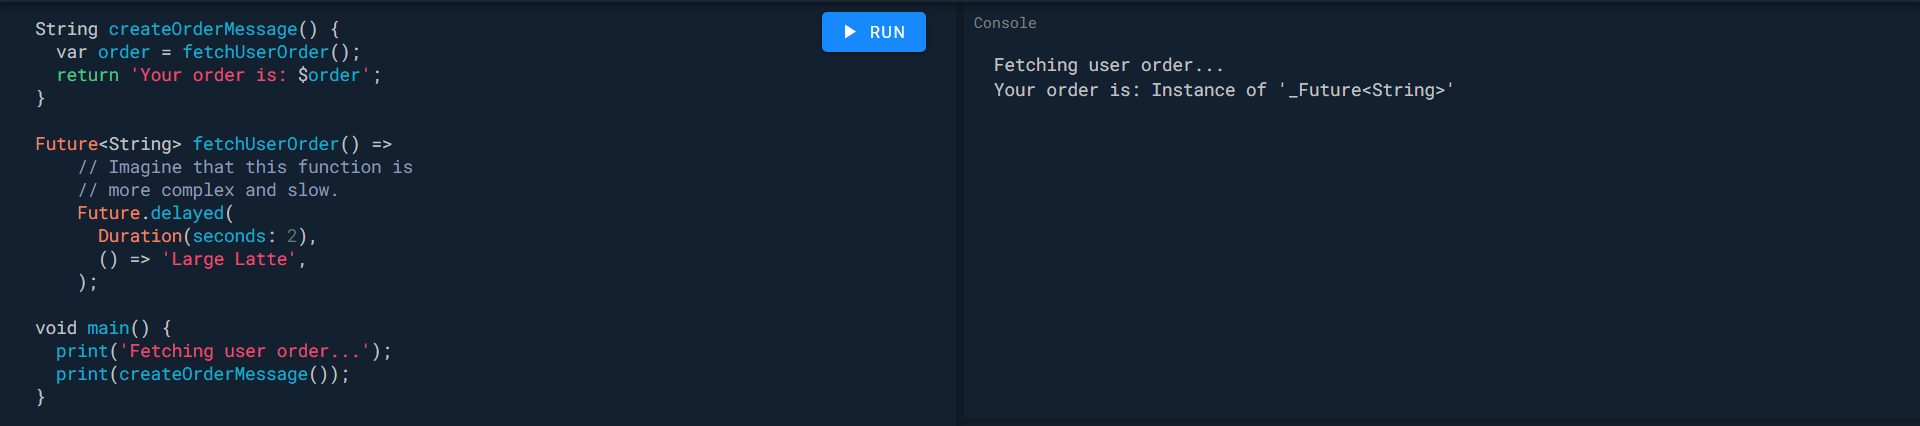 String createOrderMessage() {
  var order = fetchUserOrder();
  return 'Your order is: $order';
}

Future<String> fetchUserOrder() =>
    // Imagine that this function is
    // more complex and slow.
    Future.delayed(
      Duration(seconds: 2),
      () => 'Large Latte',
    );

void main() {
  print('Fetching user order...');
  print(createOrderMessage());
}
RUN
Console
Fetching user order...
Your order is: Instance of '_Future<String>'